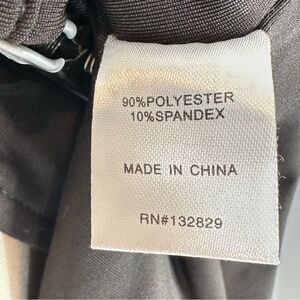 90%POLYESTER
10%SPANDEX
MADE IN CHINA
RN#132829